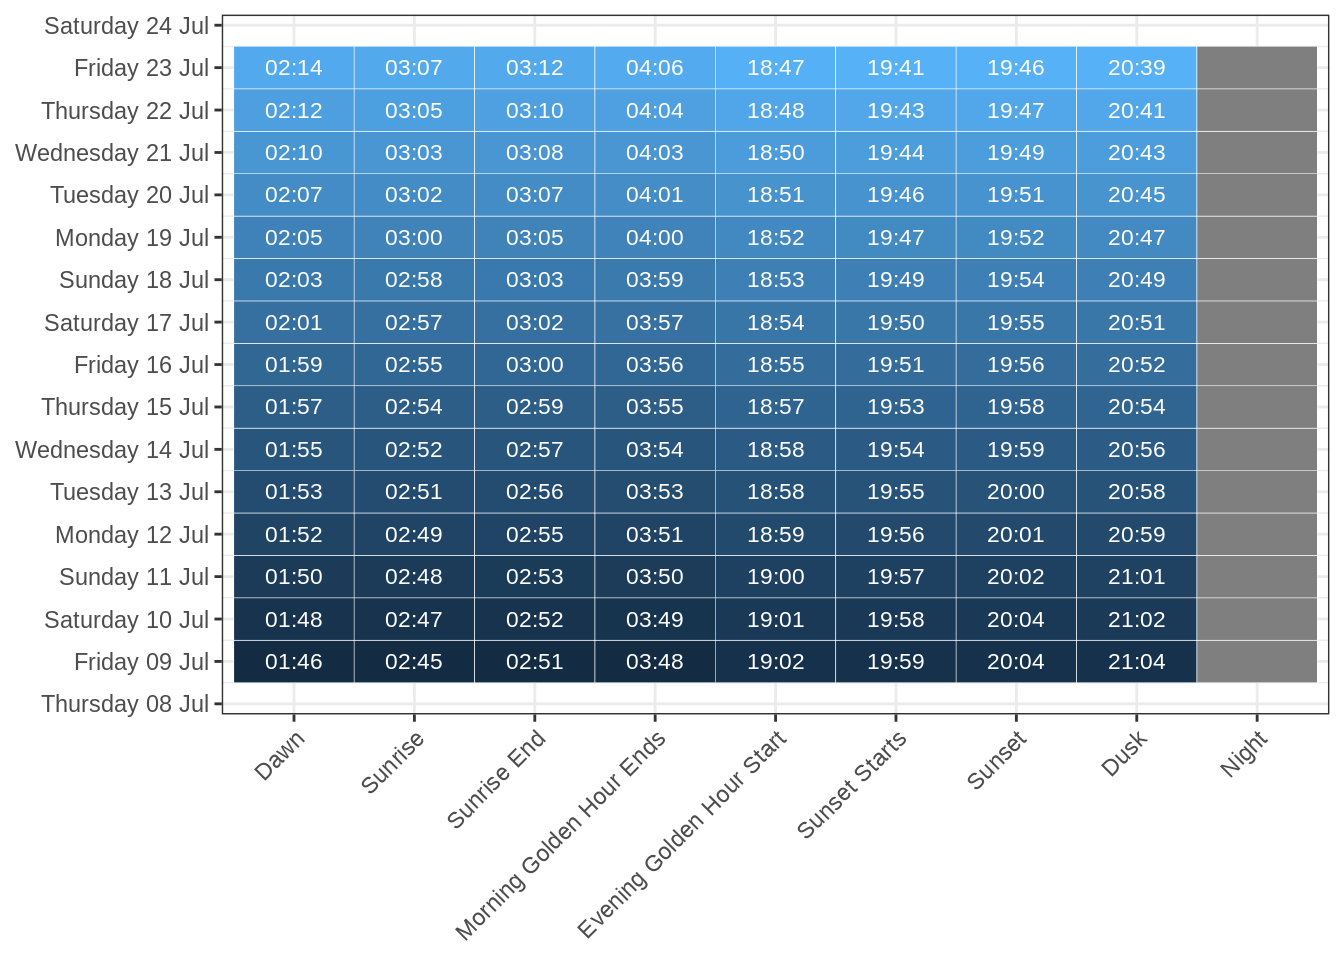 Saturday 24 Jul
Friday 23 Jul 02:14 03:07 03:12 04:06 18:47 19:41 19:46 20:39
Thursday 22 Jul 02:12 03:05 03:10 04:04 18:48 19:43 19:47 20:41
Wednesday 21 Jul 02:10 03:03 03:08 04:03 18:50 19:44 19:49 20:43
Tuesday 20 Jul 02:07 03:02 03:07 04:01 18:51 19:46 19:51 20:45
Monday 19 Jul 02:05 03:00 03:05 04:00 18:52 19:47 19:52 20:47
Sunday 18 Jul 02:03 02:58 03:03 03:59 18:53 19:49 19:54 20:49
Saturday 17 Jul 02:01 02:57 03:02 03:57 18:54 19:50 19:55 20:51
Friday 16 Jul 01:59 02:55 03:00 03:56 18:55 19:51 19:56 20:52
Thursday 15 Jul 01:57 02:54 02:59 03:55 18:57 19:53 19:58 20:54
Wednesday 14 Jul 01:55 02:52 02:57 03:54 18:58 19:54 19:59 20:56
Tuesday 13 Jul 01:53 02:51 02:56 03:53 18:58 19:55 20:00 20:58
Monday 12 Jul 01:52 02:49 02:55 03:51 18:59 19:56 20:01 20:59
Sunday 11 Jul 01:50 02:48 02:53 03:50 19:00 19:57 20:02 21:01
Saturday 10 Jul 01:48 02:47 02:52 03:49 19:01 19:58 20:04 21:02
Friday 09 Jul 01:46 02:45 02:51 03:48 19:02 19:59 20:04 21:04
Thursday 08 Jul
Dawn
Sunrise
Sunrise End
Morning Golden Hour Ends
Evening Golden Hour Start
Sunset Starts
Sunset
Dusk
Night